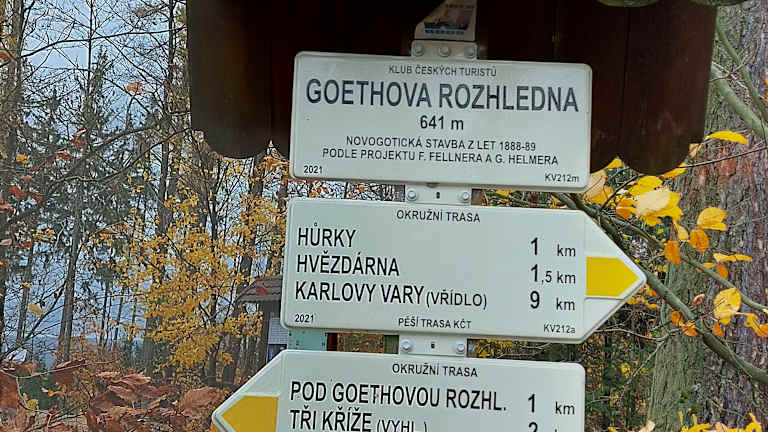 KLUB ČESKÝCH TURISTŮ
GOETHOVA ROZHLEDNA
641 m
NOVOGOTICKÁ STAVBA Z LET 1888-89
PODLE PROJEKTU F. FELLNERA A G. HELMERA
2021 KV212m
OKRUŽNÍ TRASA
HŮRKY 1 km
HVĚZDÁRNA 1,5 km
KARLOVY VARY (VŘÍDLO) 9 km
2021 PĚŠÍ TRASA KČT KV212a
OKRUŽNÍ TRASA
POD GOETHOVOU ROZHL. 1 km
TŘI KŘÍŽE (VYHL.) km